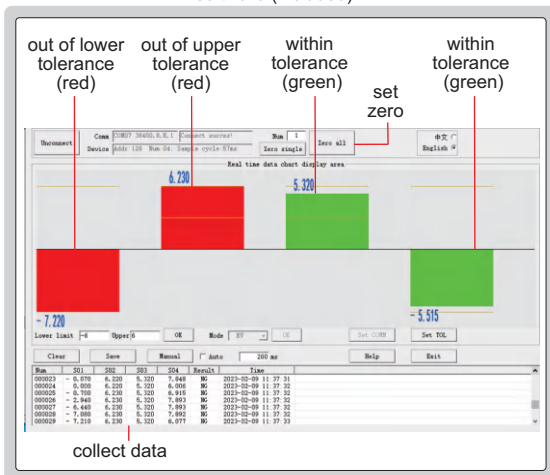 out of lower tolerance (red)
out of upper tolerance (red)
within tolerance (green)
within tolerance (green)
set zero
Unconnect
Comm COM07 38400,8,N,1 Connect succes!
Num 1
Zero all
中文
Device Addr 128 Num 04. Sample cycle 57ms
Zero single
English
Real time data chart display area
6.230
5.320
- 7.220
- 5.515
Lower limit -6 Upper 6 OK Mode OK Set COMM Set TOL
Clear Save Manual Auto 200 ms Help Exit
Num S01 S02 S03 S04 Result Time
000023 - 0.870 6.220 5.320 7.848 NG 2023-02-09 11 37 31
000024 0.000 6.220 5.320 6.006 NG 2023-02-09 11 37 32
000025 - 0.700 6.230 5.320 6.915 NG 2023-02-09 11 37 32
000026 - 2.940 6.230 5.320 7.893 NG 2023-02-09 11 37 32
000027 - 6.440 6.230 5.320 7.893 NG 2023-02-09 11 37 32
000028 - 7.080 6.230 5.320 7.892 NG 2023-02-09 11 37 32
000029 - 7.210 6.230 5.320 6.077 NG 2023-02-09 11 37 33
collect data